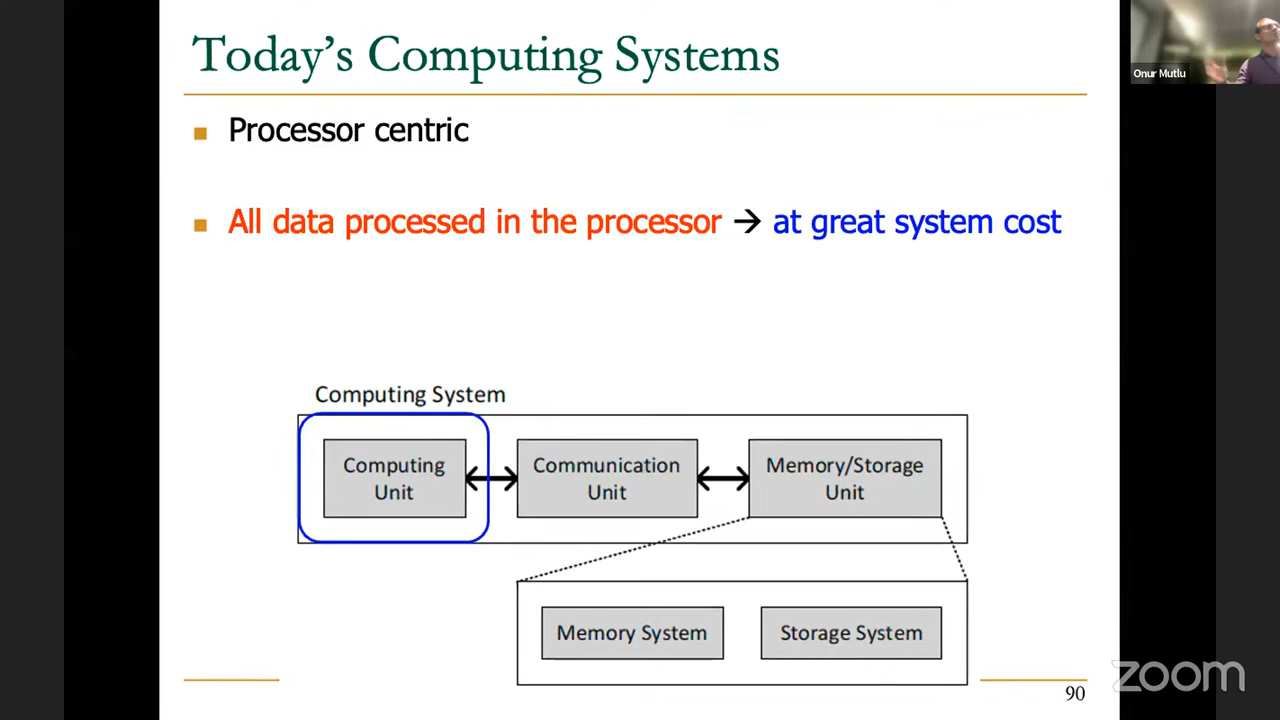 Today's Computing Systems
Onur Mutlu
Processor centric
All data processed in the processor → at great system cost
Computing System
Computing
Unit
Communication
Unit
Memory/Storage
Unit
Memory System
Storage System
90
zoom